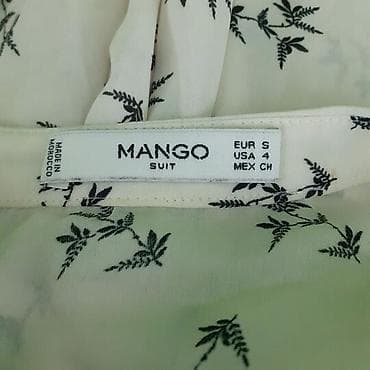 MADE IN
MOROCCO
MANGO
SUIT
EUR S
USA 4
MEX CH